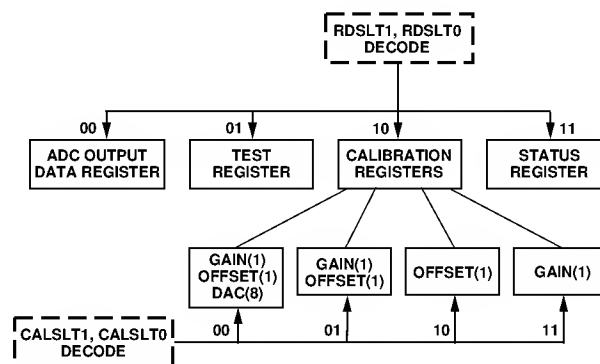 RDSLT1, RDSLT0
DECODE
00
01
10
11
ADC OUTPUT
DATA REGISTER
TEST
REGISTER
CALIBRATION
REGISTERS
STATUS
REGISTER
GAIN(1)
OFFSET(1)
DAC(8)
GAIN(1)
OFFSET(1)
OFFSET(1)
GAIN(1)
CALSLT1, CALSLT0
DECODE
00
01
10
11